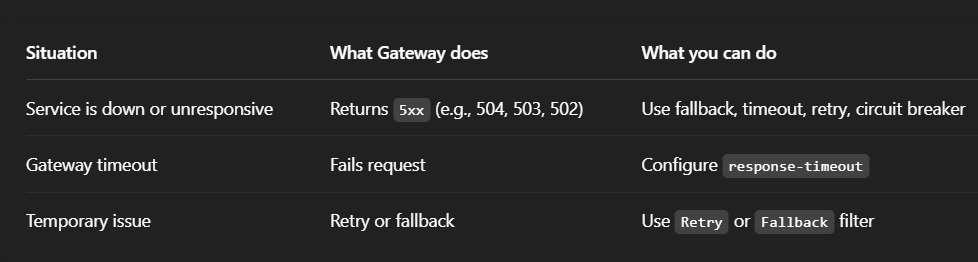 Situation What Gateway does What you can do
Service is down or unresponsive Returns 5xx (e.g., 504, 503, 502) Use fallback, timeout, retry, circuit breaker
Gateway timeout Fails request Configure response-timeout
Temporary issue Retry or fallback Use Retry or Fallback filter